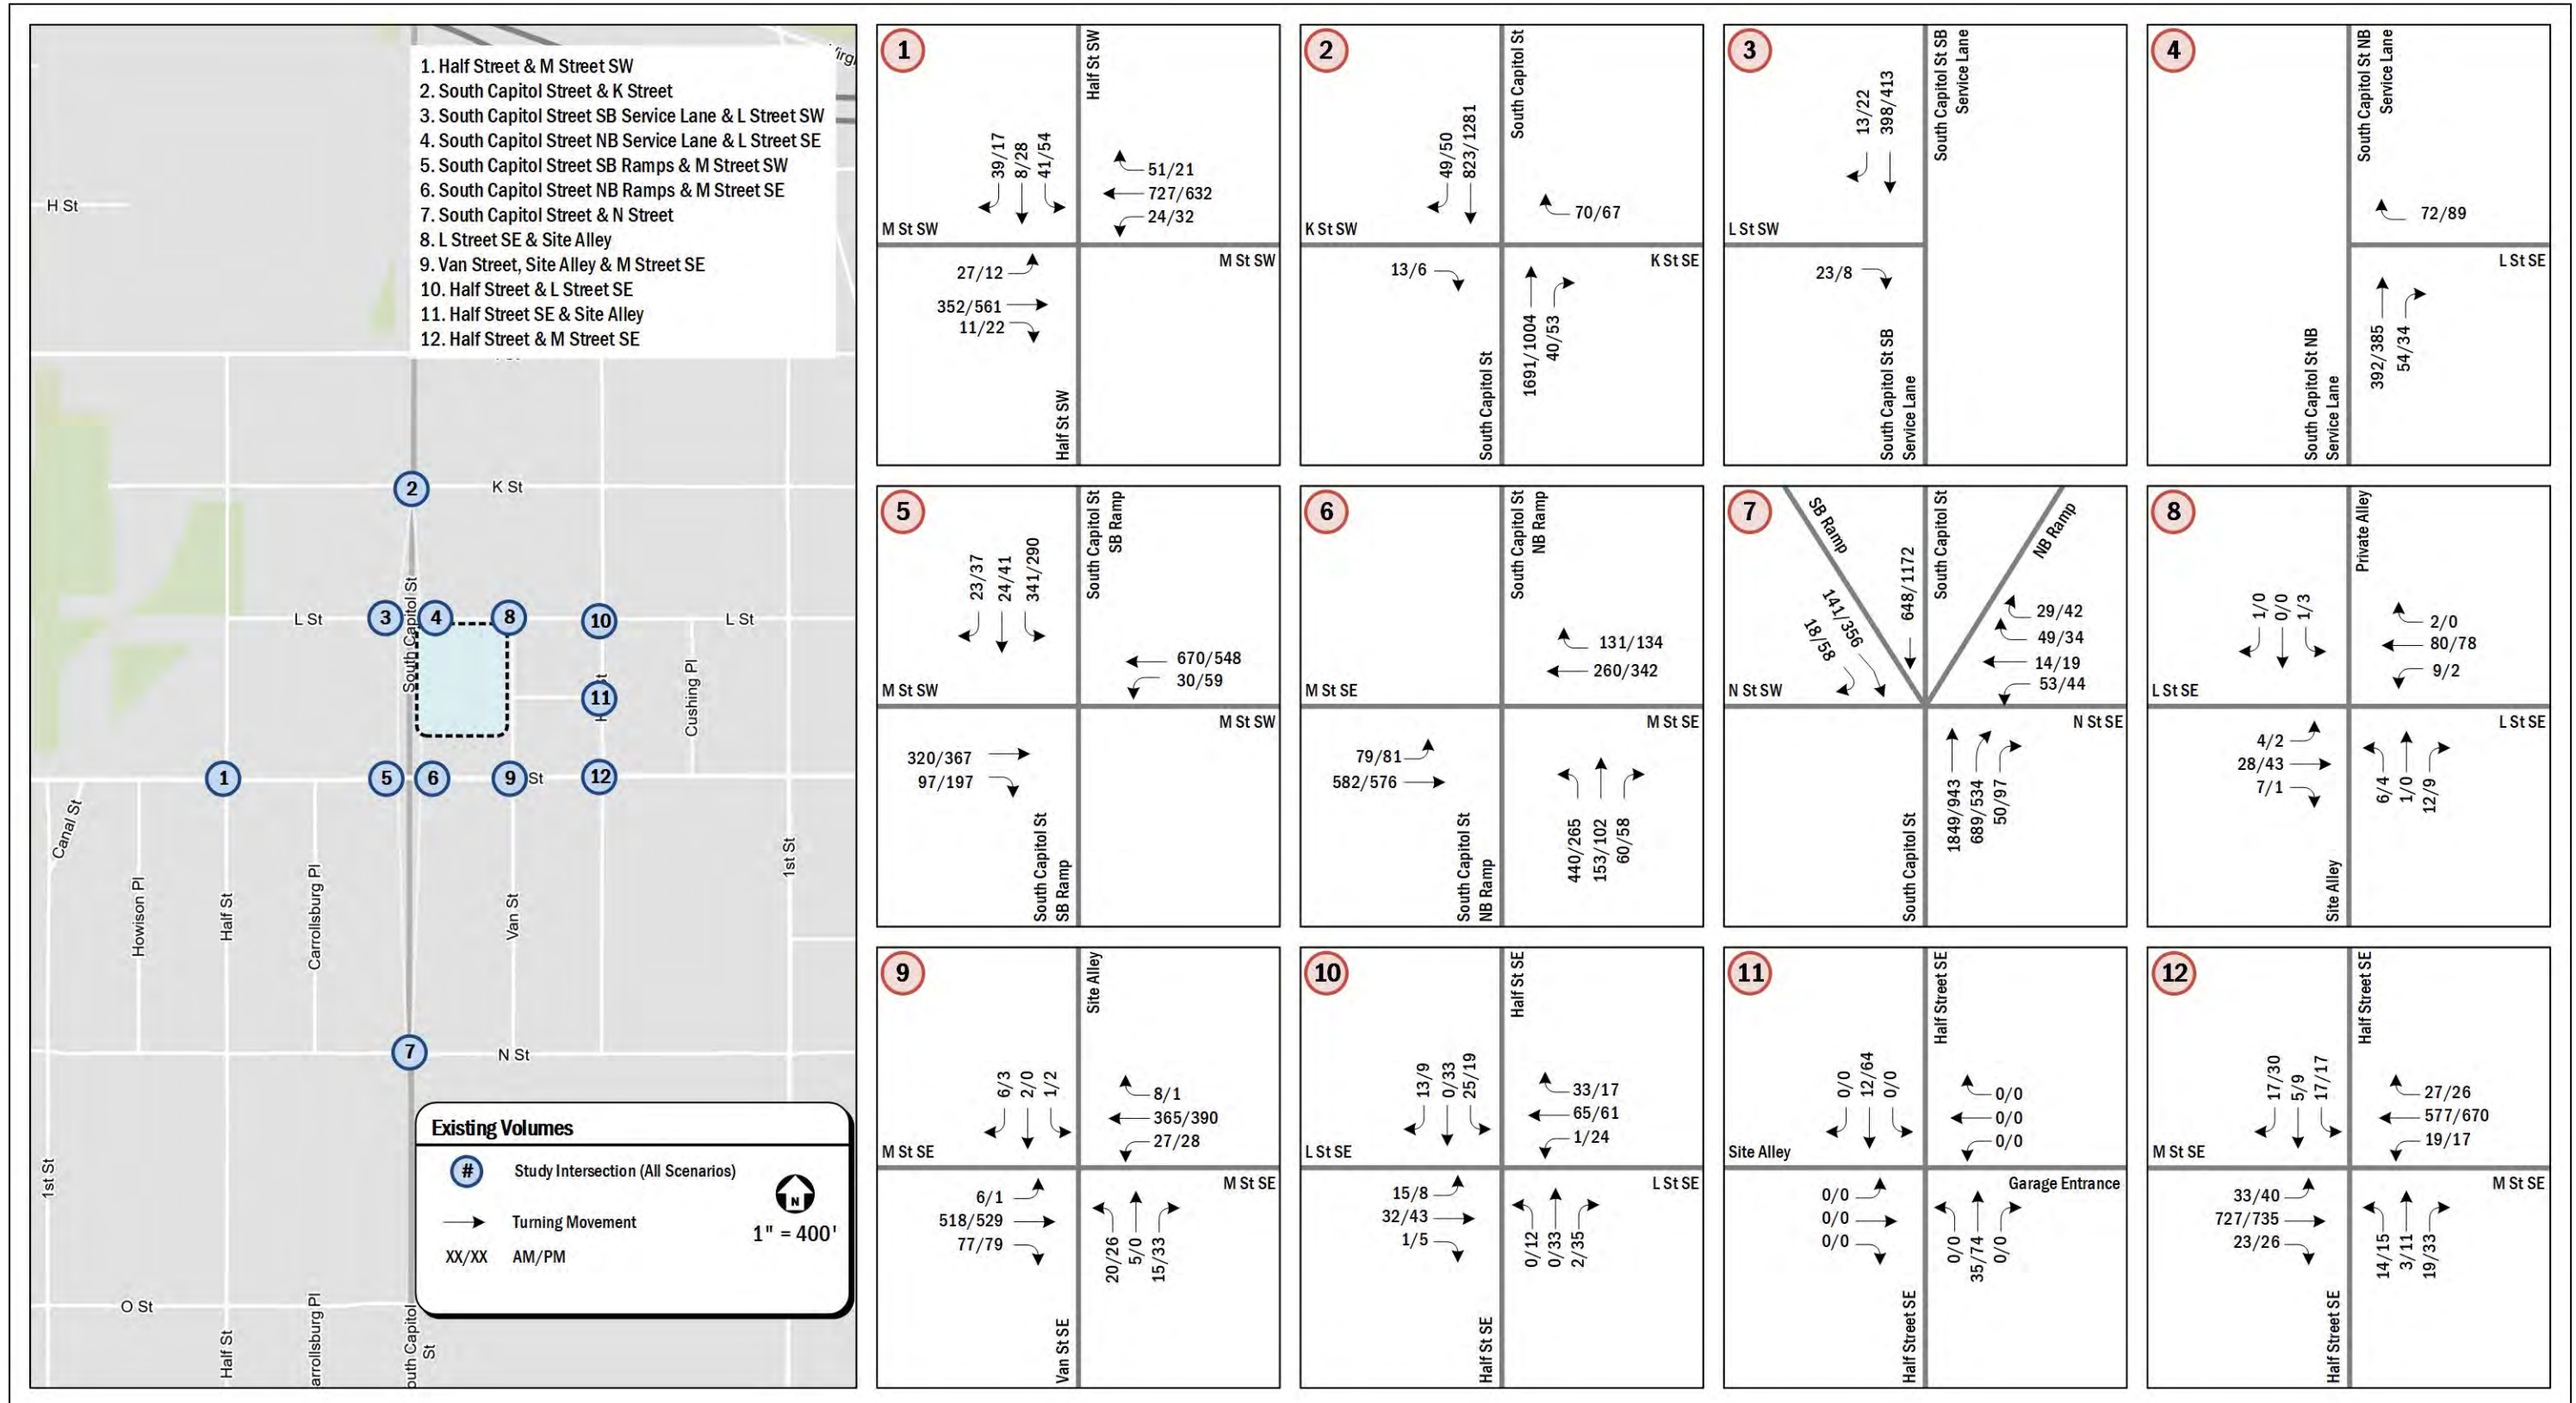 1. Half Street & M Street SW
2. South Capitol Street & K Street
3. South Capitol Street SB Service Lane & L Street SW
4. South Capitol Street NB Service Lane & L Street SE
5. South Capitol Street SB Ramps & M Street SW
6. South Capitol Street NB Ramps & M Street SE
7. South Capitol Street & N Street
8. L Street SE & Site Alley
9. Van Street, Site Alley & M Street SE
10. Half Street & L Street SE
11. Half Street SE & Site Alley
12. Half Street & M Street SE
H St
2
K St
South Capitol St
L St
3
4
8
10
L St
11
Cushing Pl
1
5
6
9
St
12
Canal St
Howison Pl
Half St
Carrollsburg Pl
Van St
1st St
7
N St
1st St
O St
Half St
arrollsburg Pl
outh Capitol
St
Existing Volumes
# Study Intersection (All Scenarios)
Turning Movement
XX/XX AM/PM
N
1" = 400'
1
Half St SW
39/17
8/28
41/54
51/21
727/632
24/32
M St SW
M St SW
27/12
352/561
11/22
Half St SW
2
South Capitol St
49/50
823/1281
70/67
K St SW
K St SE
13/6
1691/1004
40/53
South Capitol St
3
South Capitol St SB
Service Lane
13/22
398/413
L St SW
23/8
South Capitol St SB
Service Lane
4
South Capitol St NB
Service Lane
72/89
L St SE
392/385
54/34
South Capitol St NB
Service Lane
5
South Capitol St
SB Ramp
23/37
24/41
341/290
670/548
30/59
M St SW
M St SW
320/367
97/197
South Capitol St
SB Ramp
6
South Capitol St
NB Ramp
131/134
260/342
M St SE
M St SE
79/81
582/576
440/265
153/102
60/58
South Capitol St
NB Ramp
7
SB Ramp
South Capitol St
NB Ramp
648/1172
141/356
18/58
29/42
49/34
14/19
53/44
N St SW
N St SE
1849/943
689/534
50/97
South Capitol St
8
Private Alley
1/0
0/0
1/3
2/0
80/78
9/2
L St SE
L St SE
4/2
28/43
7/1
6/4
1/0
12/9
Site Alley
9
Site Alley
6/3
2/0
1/2
8/1
365/390
27/28
M St SE
M St SE
6/1
518/529
77/79
20/26
5/0
15/33
Van St SE
10
Half St SE
13/9
0/33
25/19
33/17
65/61
1/24
L St SE
L St SE
15/8
32/43
1/5
0/12
0/33
2/35
Half St SE
11
Half Street SE
0/0
12/64
0/0
0/0
0/0
0/0
Site Alley
Garage Entrance
0/0
0/0
0/0
0/0
35/74
0/0
Half Street SE
12
Half Street SE
17/30
5/9
17/17
27/26
577/670
19/17
M St SE
M St SE
33/40
727/735
23/26
14/15
3/11
19/33
Half Street SE